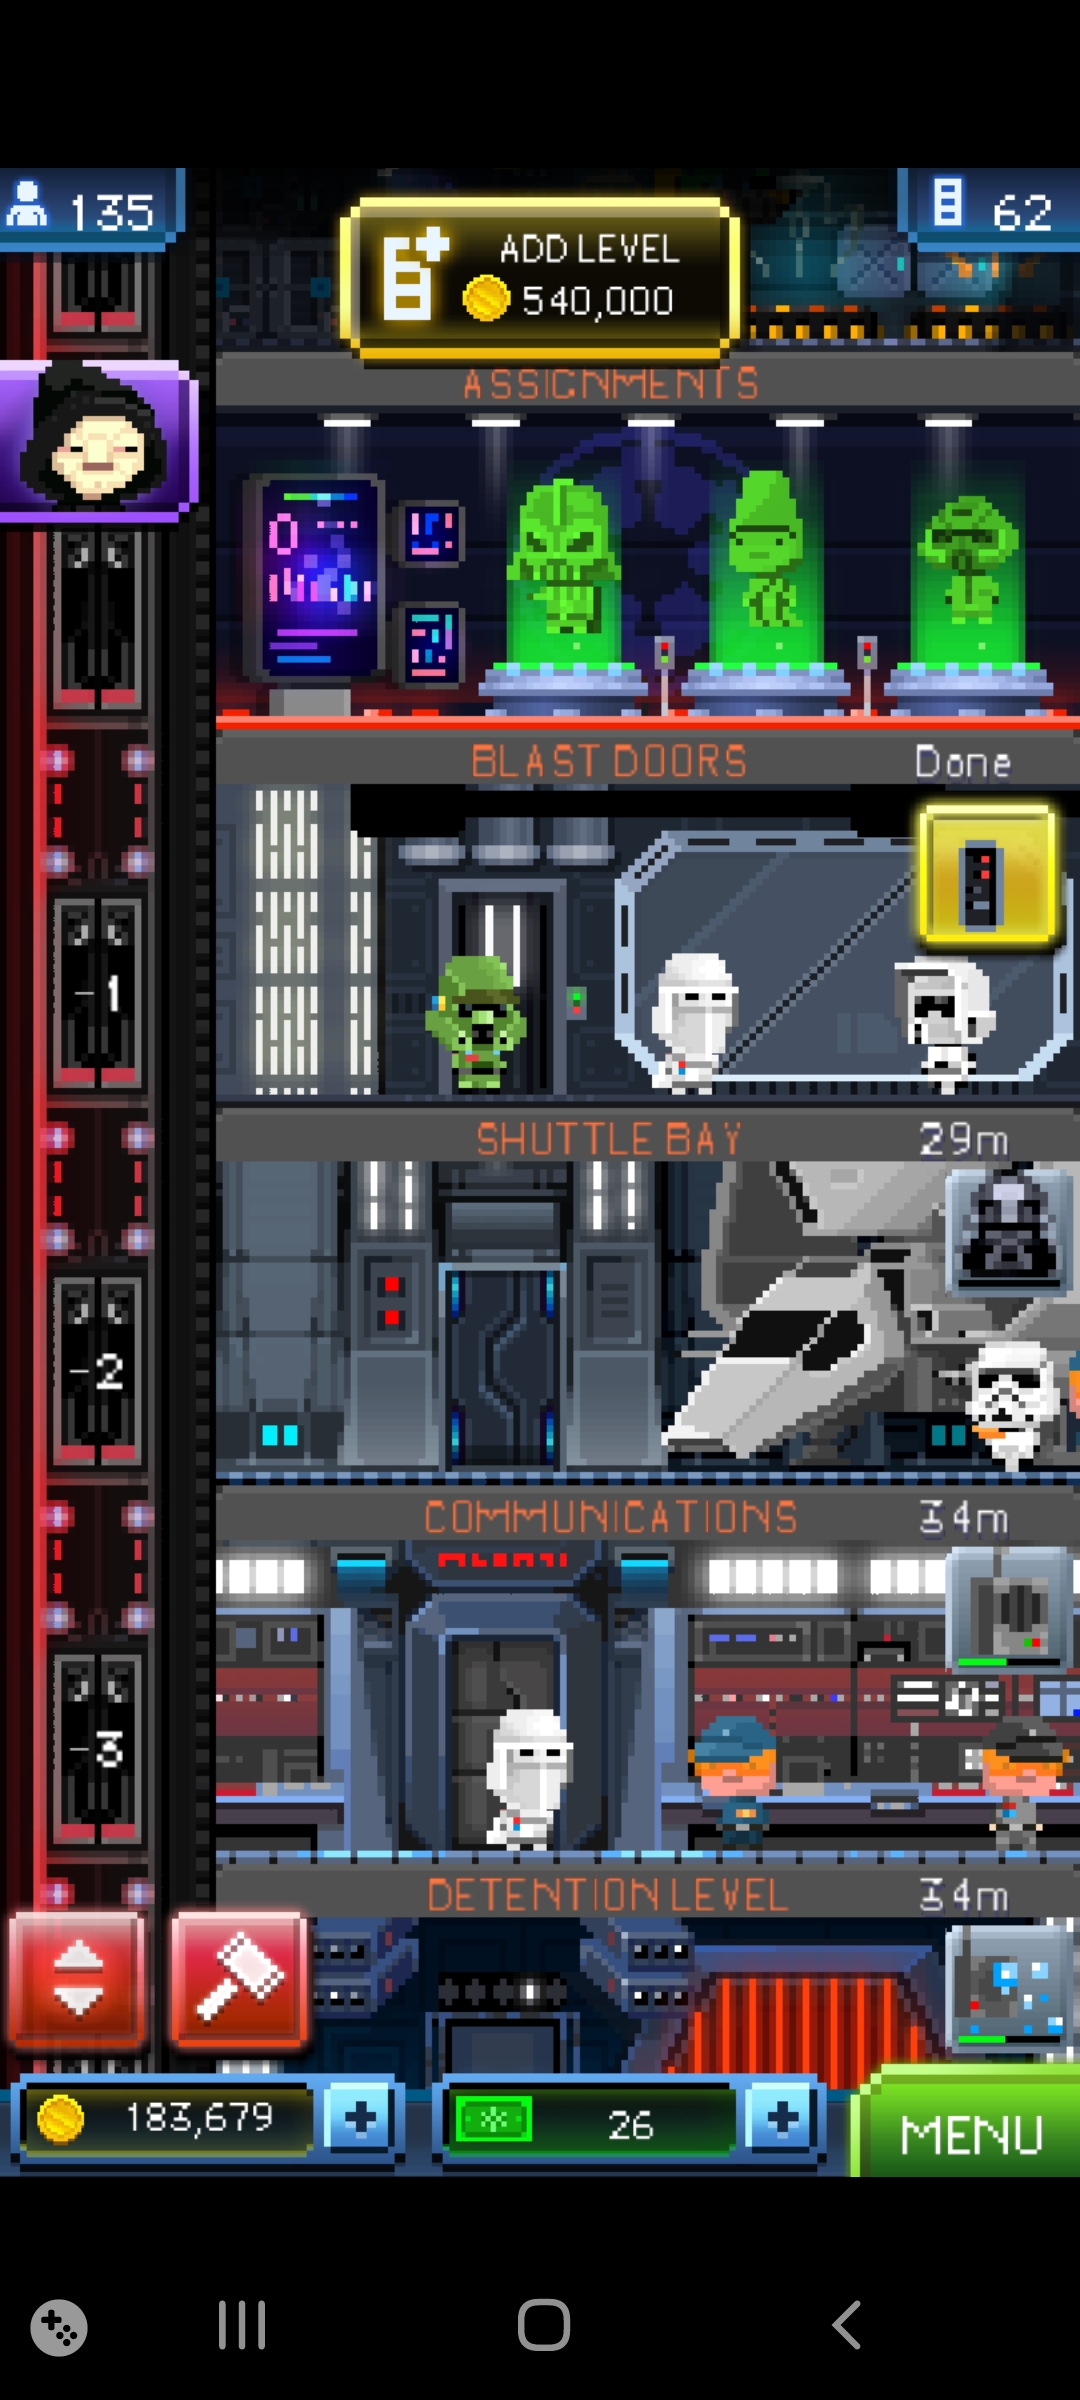 135
62
ADD LEVEL
540,000
ASSIGNMENTS
BLAST DOORS Done
-1
SHUTTLE BAY 29m
-2
COMMUNICATIONS 34m
-3
DETENTION LEVEL 34m
183,679
26
MENU